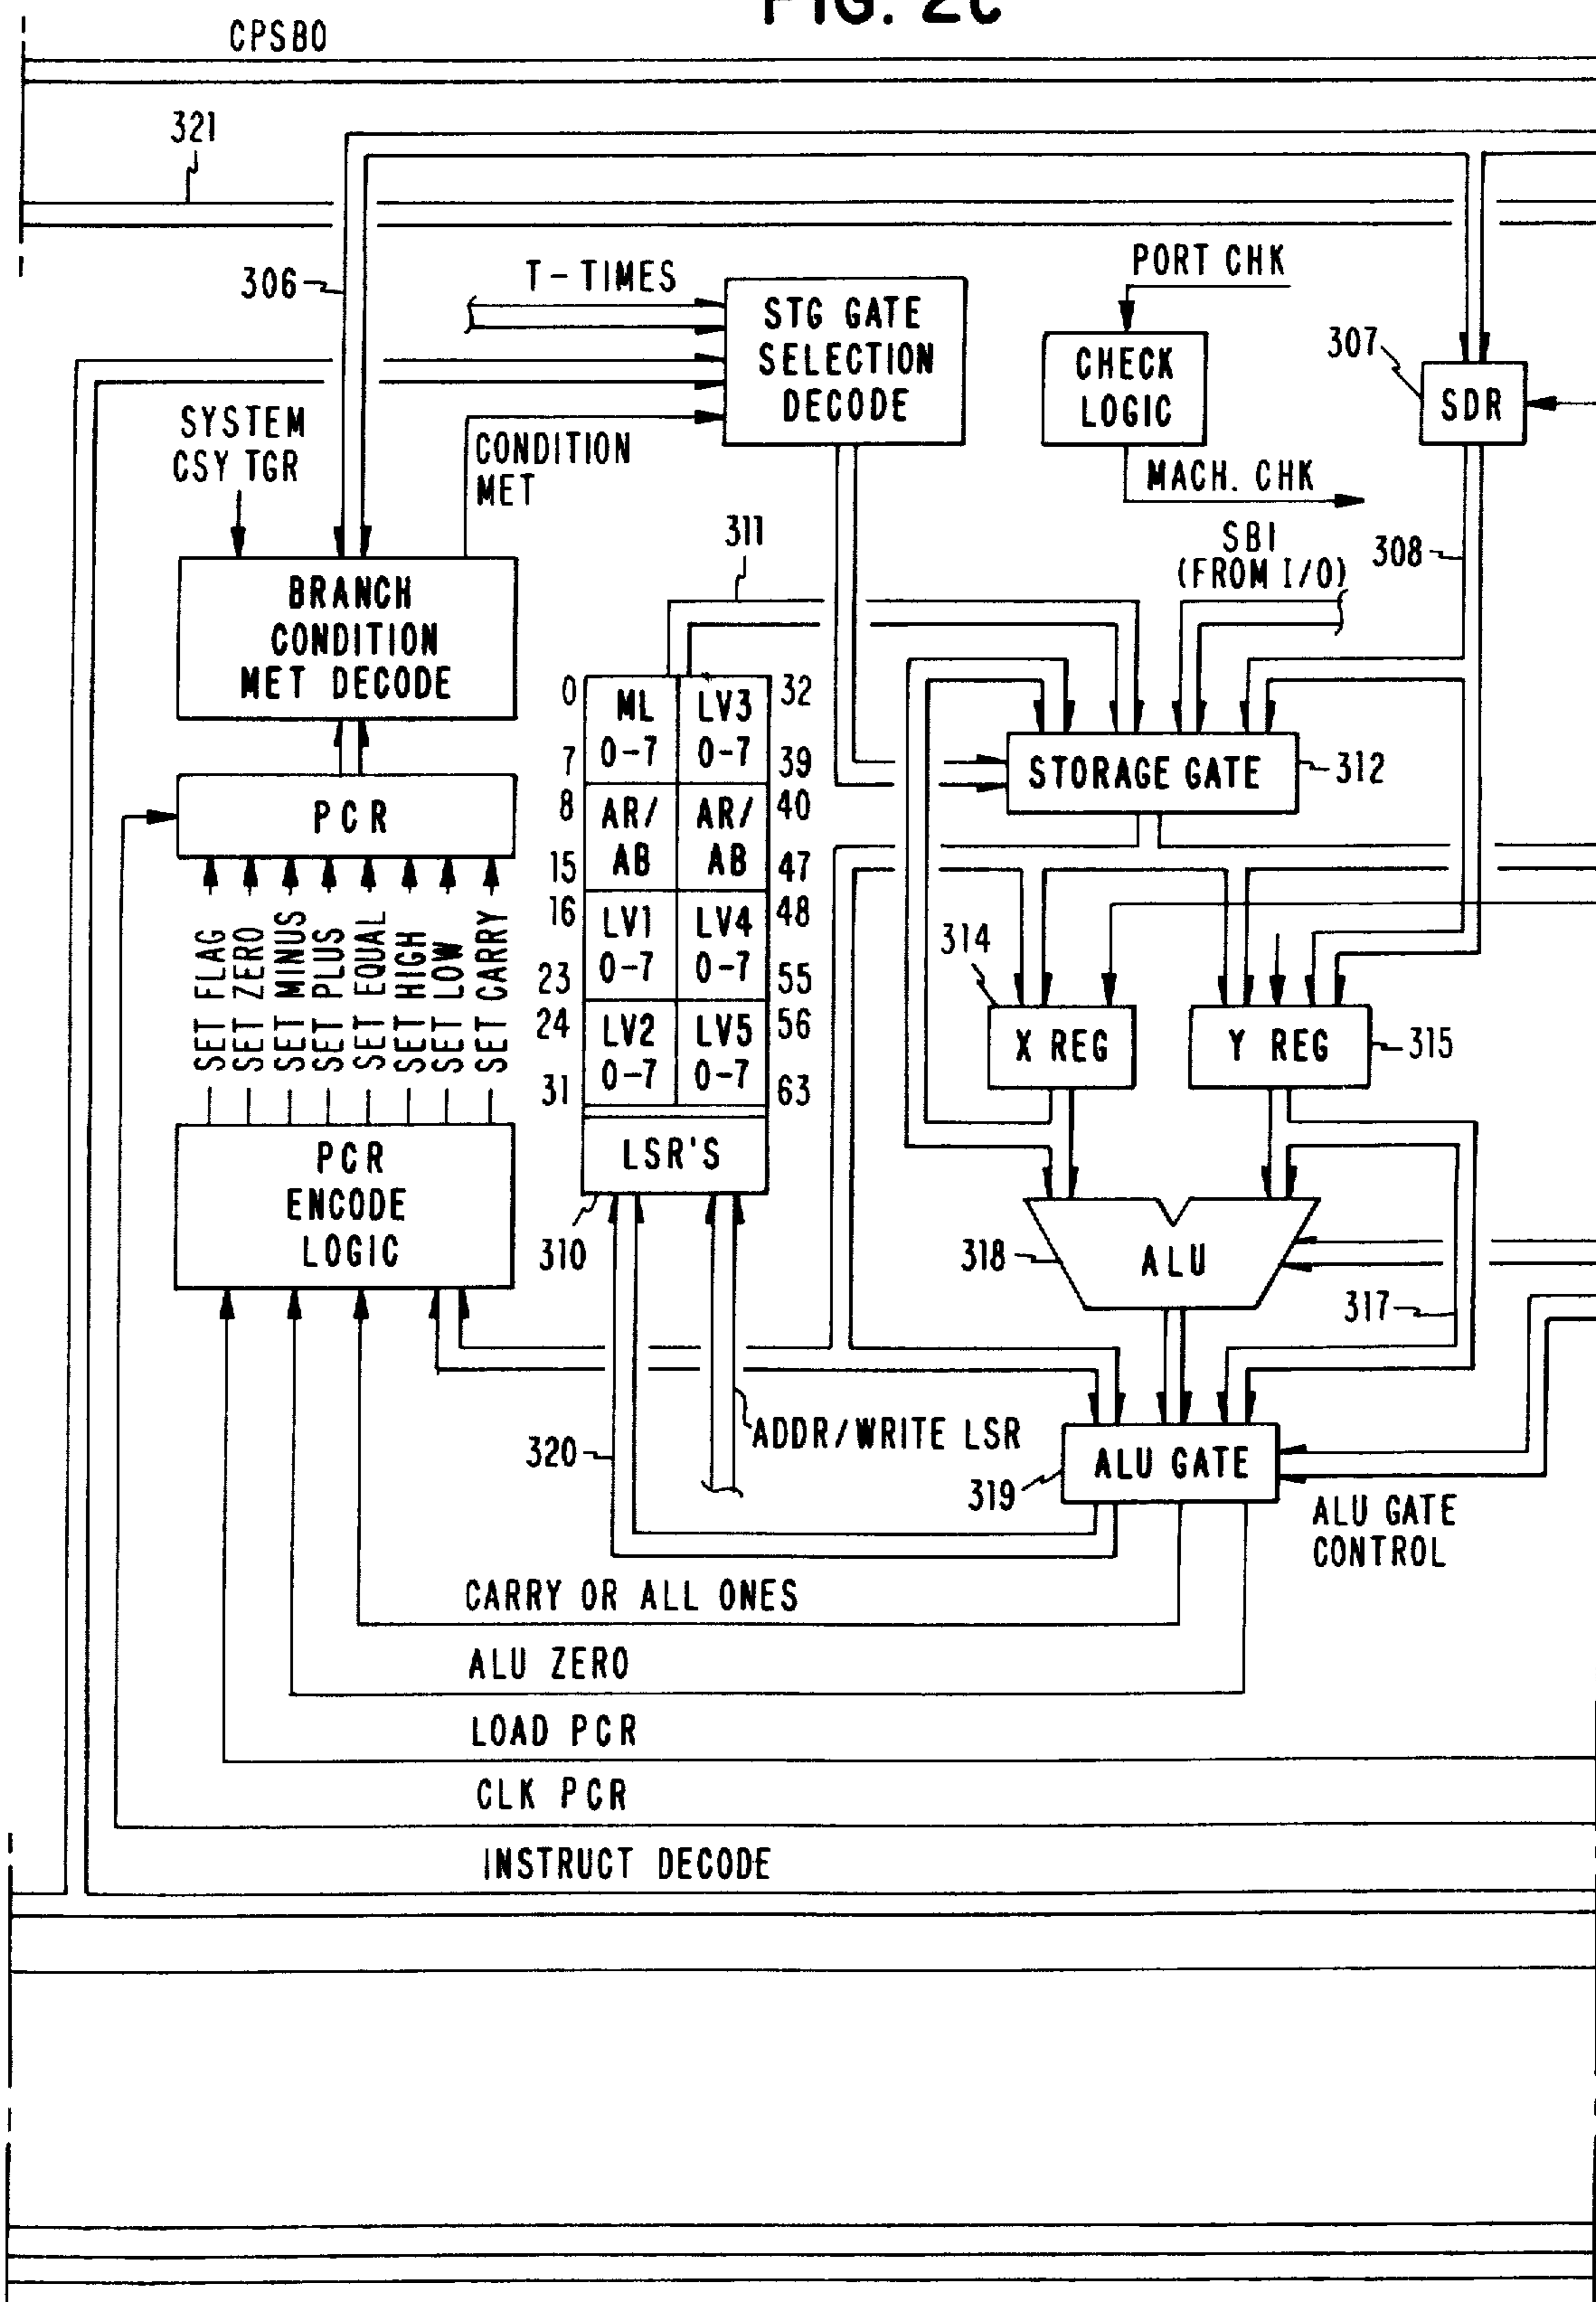 FIG. 2c
CPSBO
321
306
T-TIMES
STG GATE
SELECTION
DECODE
PORT CHK
CHECK
LOGIC
MACH. CHK
307
SDR
SYSTEM
CSY TGR
CONDITION
MET
311
SBI
(FROM I/O)
308
BRANCH
CONDITION
MET DECODE
0
ML
0-7
7
LV3
0-7
32
39
8
AR/
AB
15
AR/
AB
40
47
16
LV1
0-7
23
LV4
0-7
48
55
24
LV2
0-7
31
LV5
0-7
56
63
LSR'S
310
STORAGE GATE
312
PCR
SET FLAG
SET ZERO
SET MINUS
SET PLUS
SET EQUAL
SET HIGH
SET LOW
SET CARRY
314
X REG
Y REG
315
PCR
ENCODE
LOGIC
318
ALU
317
320
ADDR/WRITE LSR
319
ALU GATE
ALU GATE
CONTROL
CARRY OR ALL ONES
ALU ZERO
LOAD PCR
CLK PCR
INSTRUCT DECODE